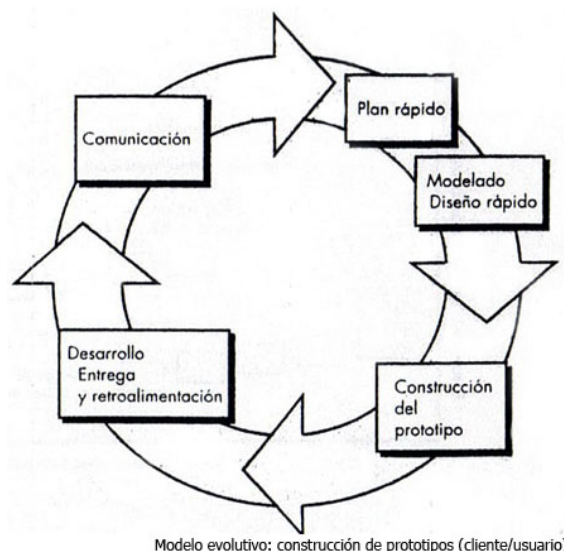 Comunicación
Plan rápido
Modelado
Diseño rápido
Construcción
del
prototipo
Desarrollo
Entrega
y retroalimentación
Modelo evolutivo: construcción de prototipos (cliente/usuario)